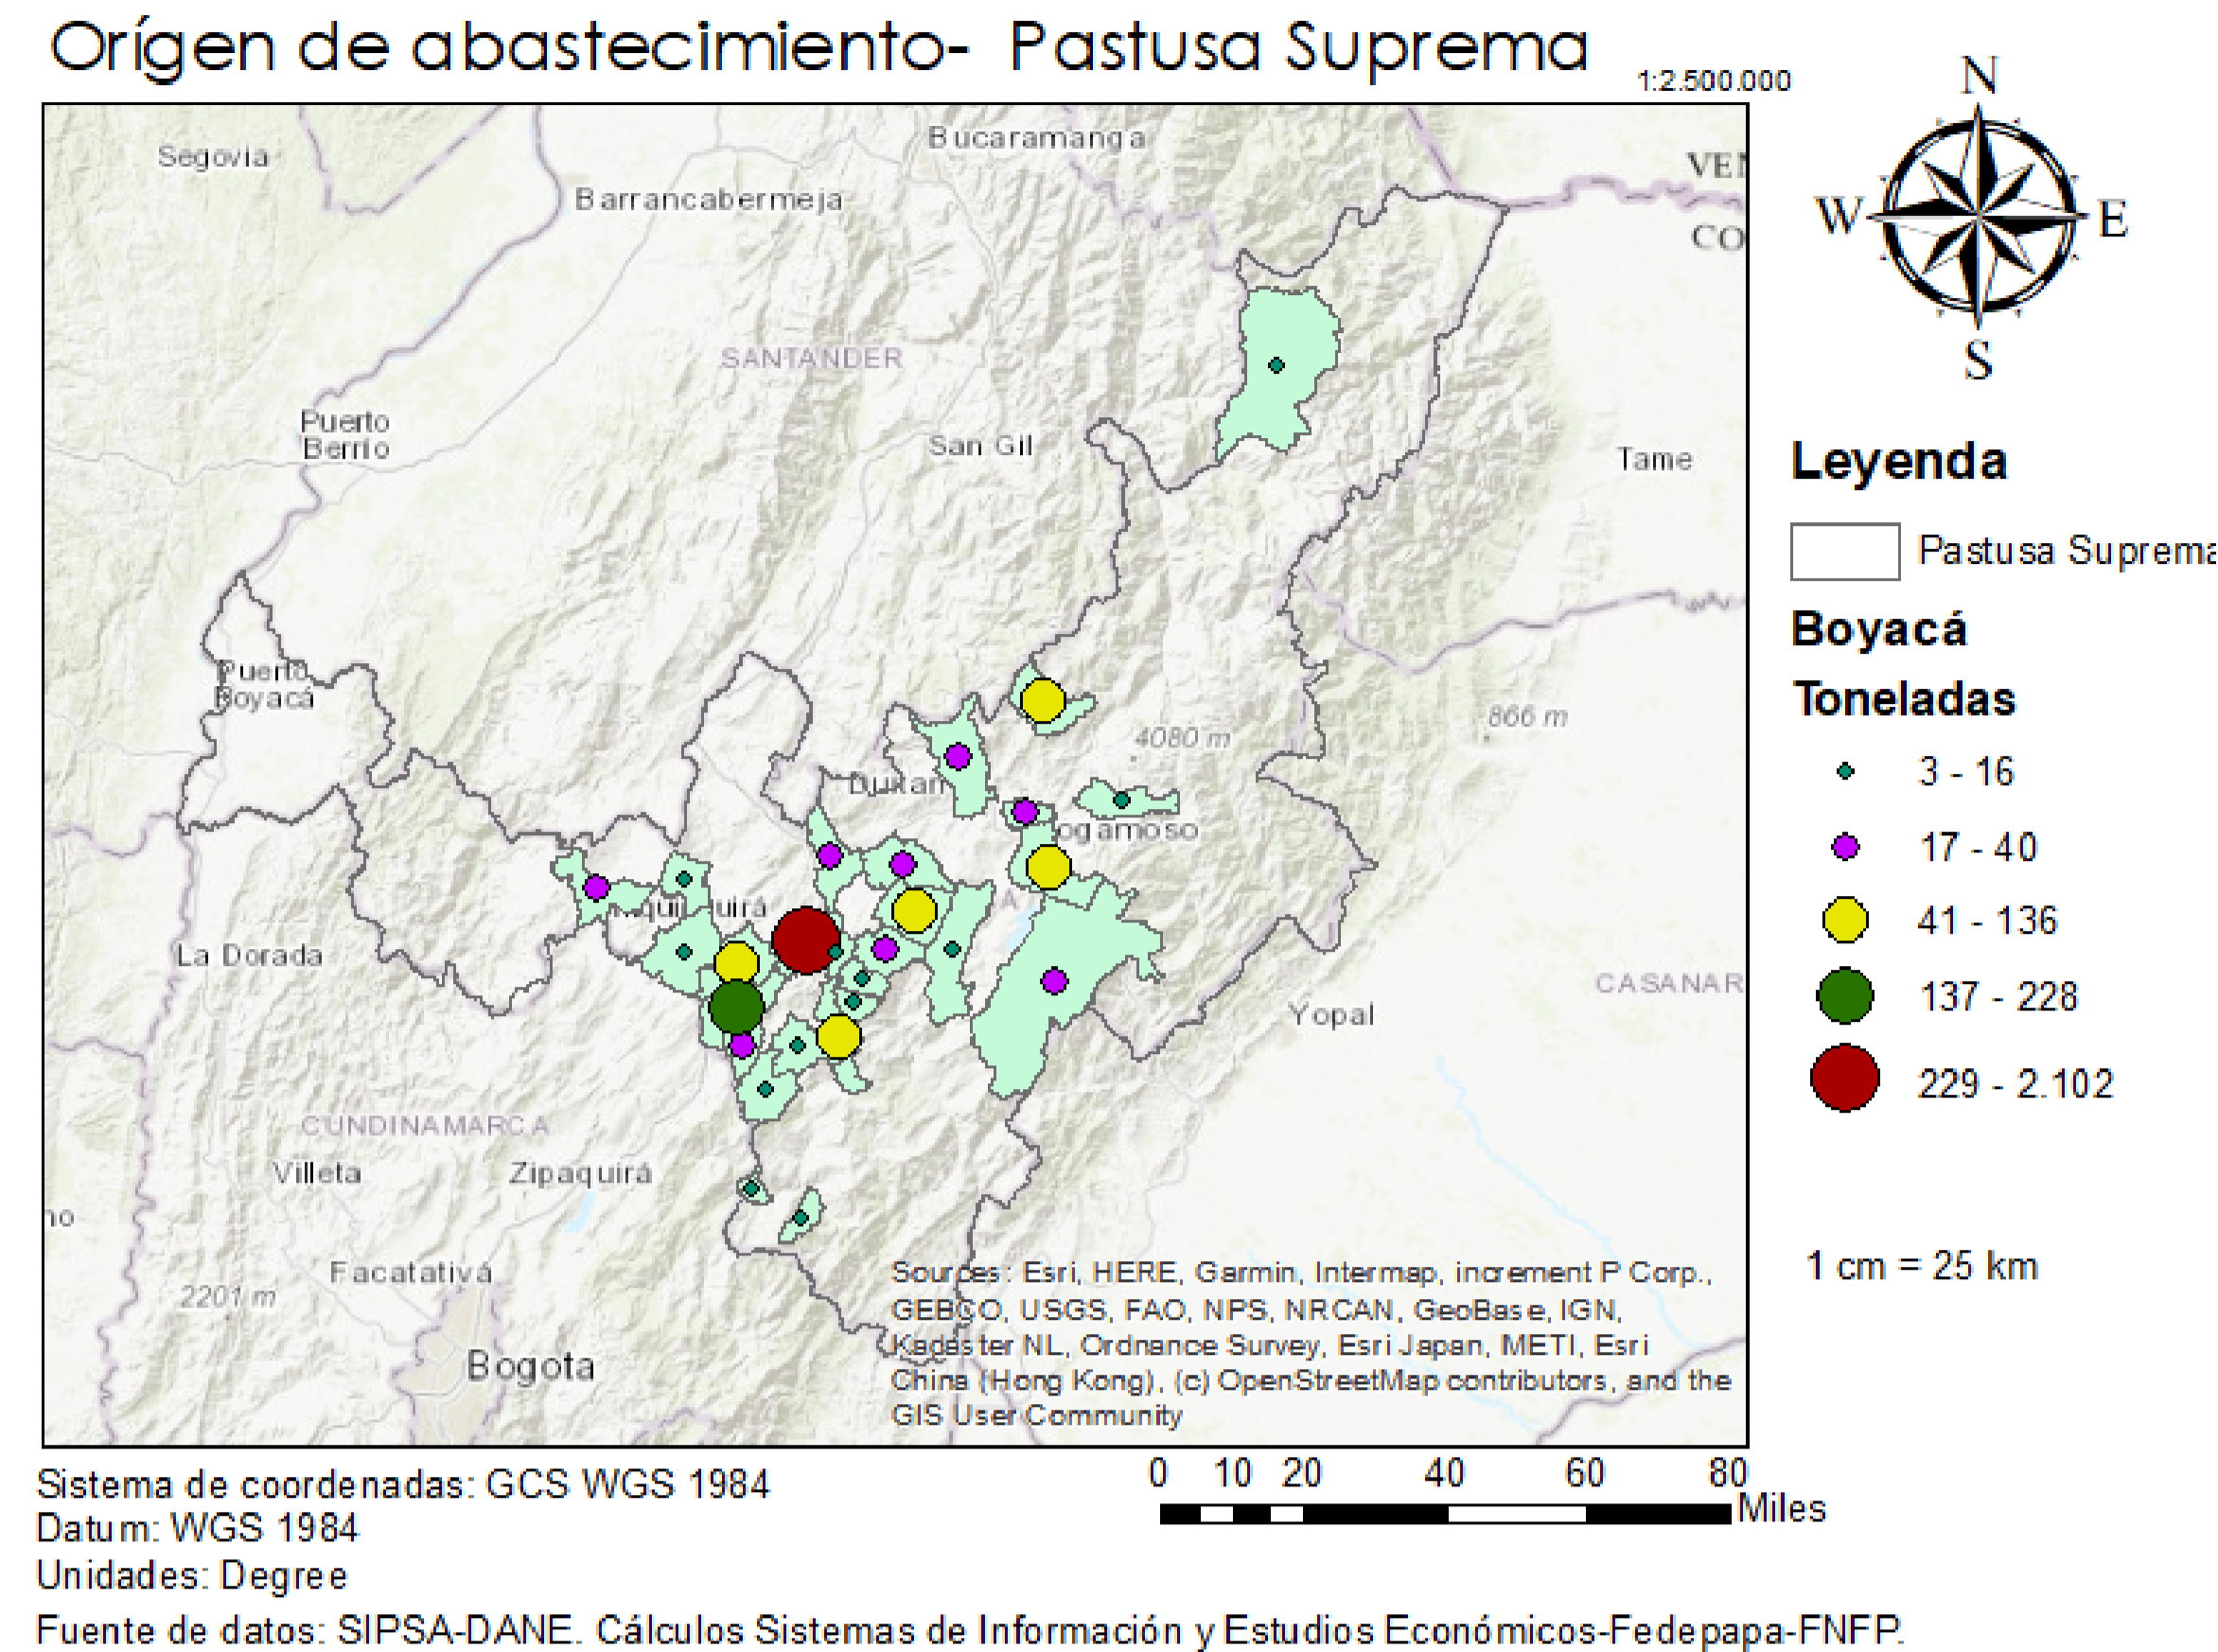 Orígen de abastecimiento- Pastusa Suprema
1:2.500.000
N
W
E
S
Segovia
Bucaramanga
Barrancabermeja
SANTANDER
Puerto
Berrío
San Gil
Tame
Puerto
Boyacá
4080 m
866 m
La Dorada
Yopal
CUNDINAMARCA
Villeta
Zipaquirá
Facatativá
2201 m
Bogota
Leyenda
Pastusa Suprema
Boyacá
Toneladas
3 - 16
17 - 40
41 - 136
137 - 228
229 - 2.102
1 cm = 25 km
Sources: Esri, HERE, Garmin, Intermap, increment P Corp.,
GEBCO, USGS, FAO, NPS, NRCAN, GeoBase, IGN,
Kadaster NL, Ordnance Survey, Esri Japan, METI, Esri
China (Hong Kong), (c) OpenStreetMap contributors, and the
GIS User Community
0 10 20 40 60 80
Miles
Sistema de coordenadas: GCS WGS 1984
Datum: WGS 1984
Unidades: Degree
Fuente de datos: SIPSA-DANE. Cálculos Sistemas de Información y Estudios Económicos-Fedepapa-FNFP.